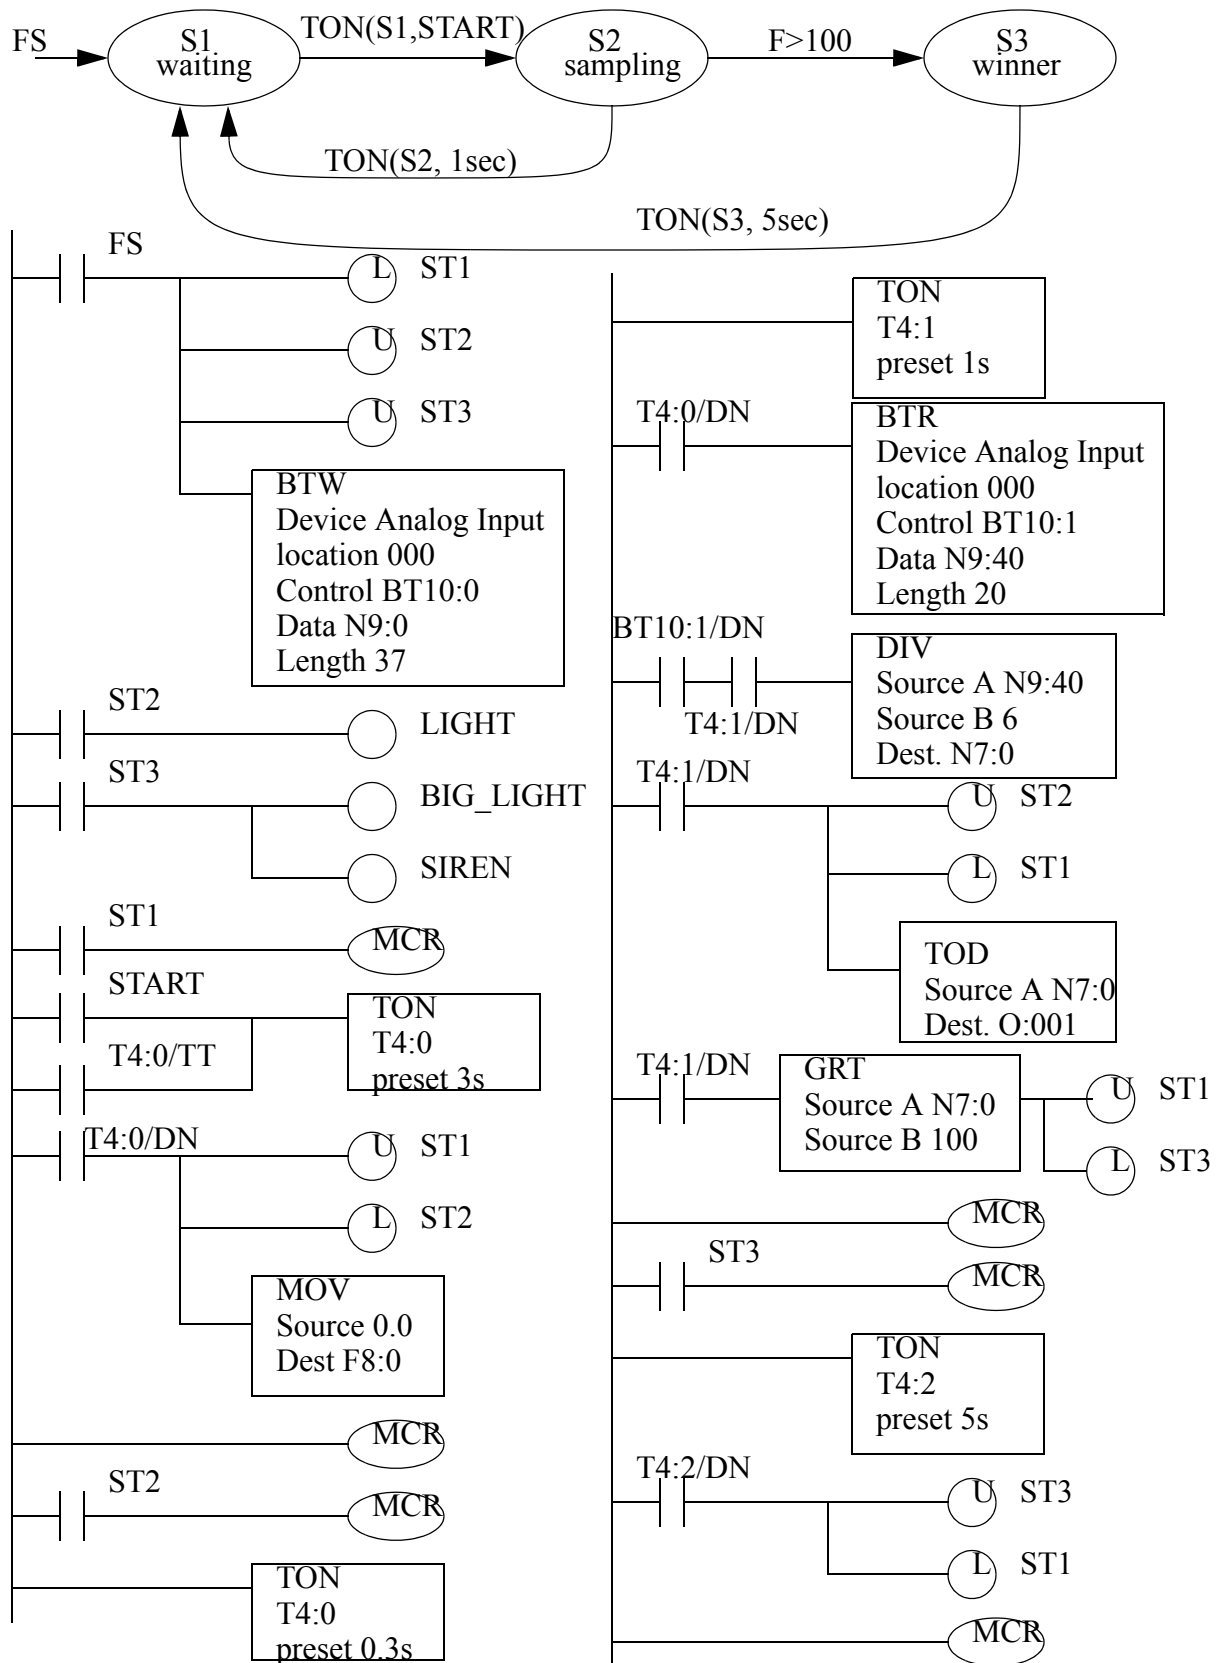 FS
S1
waiting
TON(S1,START)
S2
sampling
F>100
S3
winner
TON(S2, 1sec)
TON(S3, 5sec)
FS
L ST1
U ST2
U ST3
BTW
Device Analog Input
location 000
Control BT10:0
Data N9:0
Length 37
ST2
LIGHT
ST3
BIG_LIGHT
SIREN
ST1
MCR
START
TON
T4:0
preset 3s
T4:0/TT
T4:0/DN
U ST1
L ST2
MOV
Source 0.0
Dest F8:0
MCR
ST2
MCR
TON
T4:0
preset 0.3s
TON
T4:1
preset 1s
T4:0/DN
BTR
Device Analog Input
location 000
Control BT10:1
Data N9:40
Length 20
BT10:1/DN
T4:1/DN
DIV
Source A N9:40
Source B 6
Dest. N7:0
T4:1/DN
U ST2
L ST1
TOD
Source A N7:0
Dest. O:001
T4:1/DN
GRT
Source A N7:0
Source B 100
U ST1
L ST3
MCR
ST3
MCR
TON
T4:2
preset 5s
T4:2/DN
U ST3
L ST1
MCR